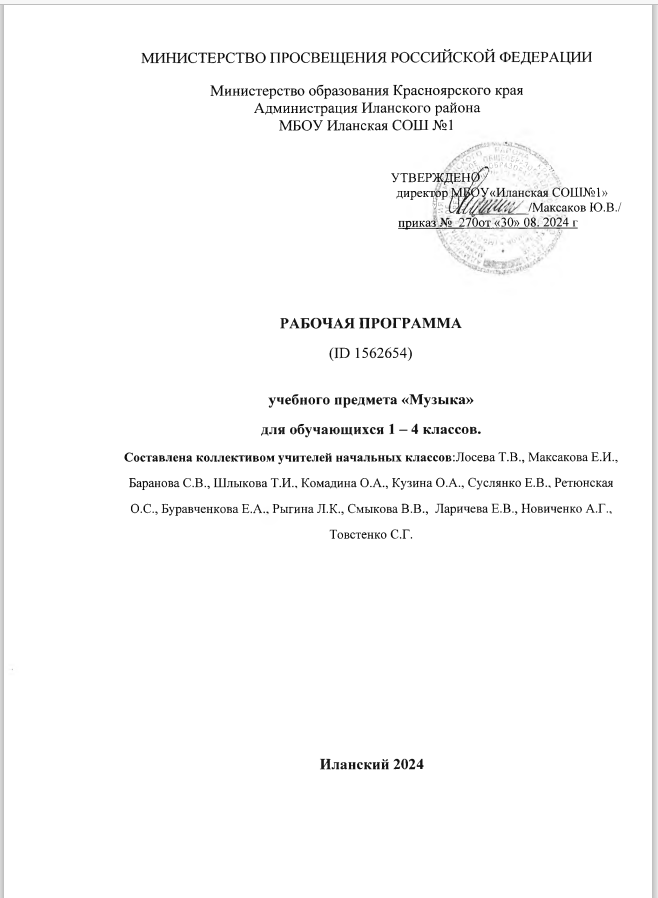 МИНИСТЕРСТВО ПРОСВЕЩЕНИЯ РОССИЙСКОЙ ФЕДЕРАЦИИ
Министерство образования Красноярского края
Администрация Иланского района
МБОУ Иланская СОШ №1
УТВЕРЖДЕНО
директор МБОУ«Иланская СОШ№1»
/Максаков Ю.В./
приказ № 270от «30» 08. 2024 г
РАБОЧАЯ ПРОГРАММА
(ID 1562654)
учебного предмета «Музыка»
для обучающихся 1 – 4 классов.
Составлена коллективом учителей начальных классов:Лосева Т.В., Максакова Е.И.,
Баранова С.В., Шлыкова Т.И., Комадина О.А., Кузина О.А., Суслянко Е.В., Ретюнская
О.С., Буравченкова Е.А., Рыгина Л.К., Смыкова В.В., Ларичева Е.В., Новиченко А.Г.,
Товстенко С.Г.
Иланский 2024